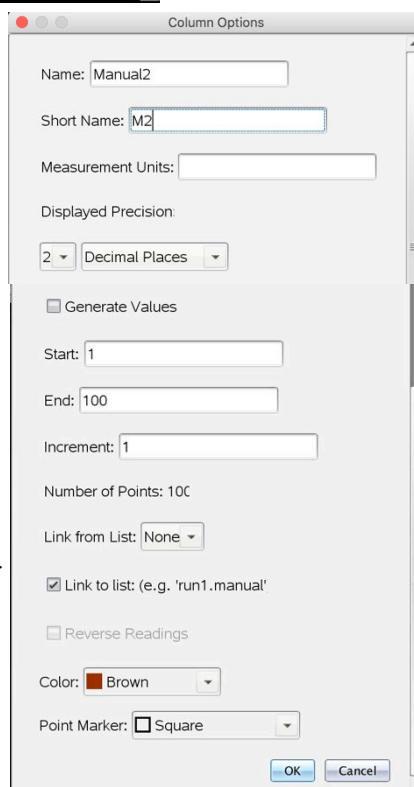 Column Options
Name: Manual2
Short Name: M2
Measurement Units:
Displayed Precision:
2 Decimal Places
Generate Values
Start: 1
End: 100
Increment: 1
Number of Points: 100
Link from List: None
Link to list: (e.g. 'run1.manual'
Reverse Readings
Color: Brown
Point Marker: Square
OK Cancel